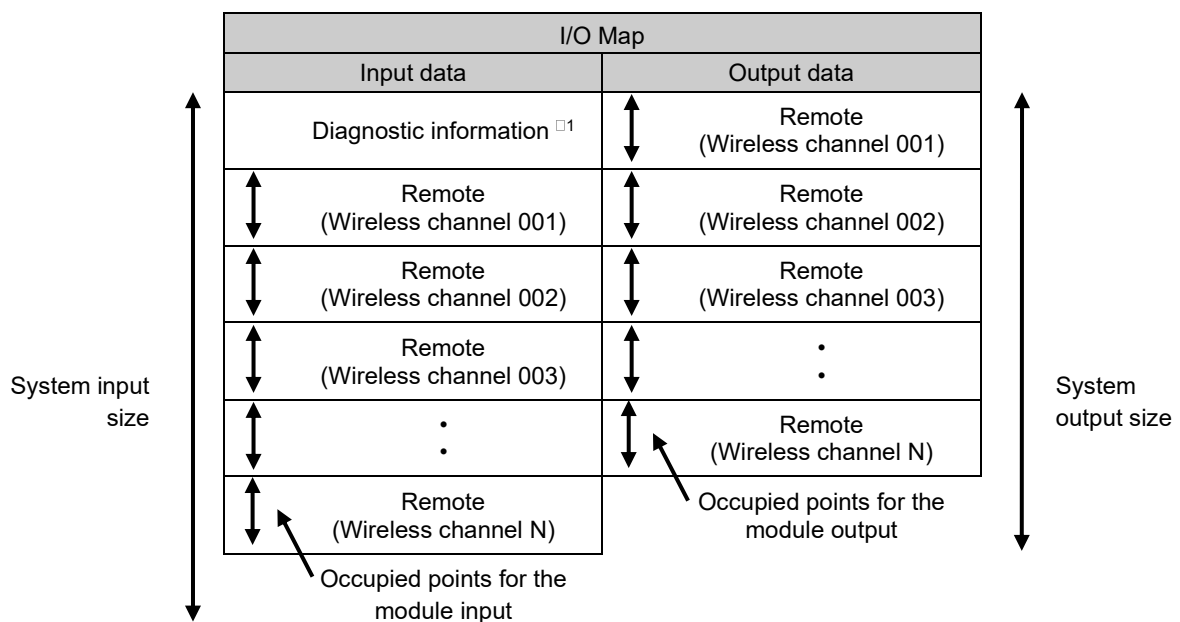 I/O Map
Input data
Output data
Diagnostic information □1
Remote
(Wireless channel 001)
Remote
(Wireless channel 001)
Remote
(Wireless channel 002)
Remote
(Wireless channel 002)
Remote
(Wireless channel 003)
Remote
(Wireless channel 003)
:
System input
size
System
output size
:
Remote
(Wireless channel N)
Remote
(Wireless channel N)
Occupied points for the
module output
Occupied points for the
module input